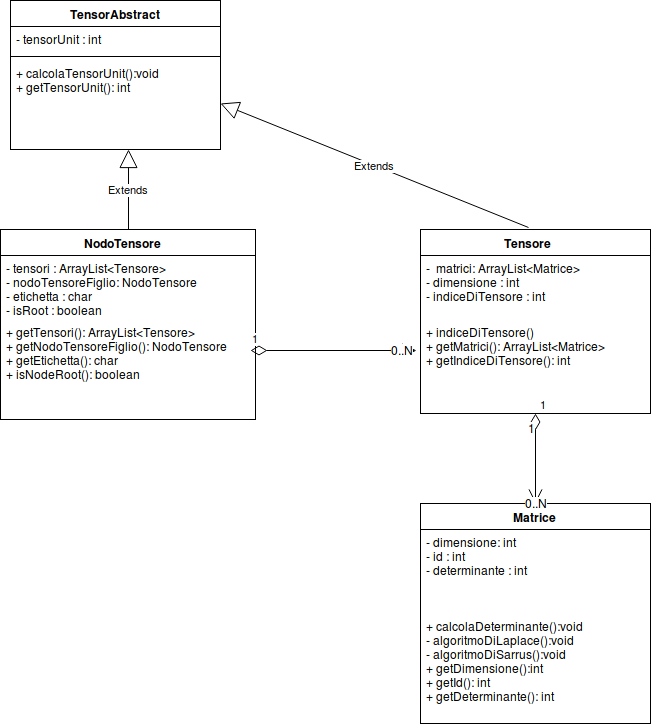 TensorAbstract
- tensorUnit : int
+ calcolaTensorUnit():void
+ getTensorUnit(): int
Extends
Extends
NodoTensore
- tensori : ArrayList<Tensore>
- nodoTensoreFiglio: NodoTensore
- etichetta : char
- isRoot : boolean
+ getTensori(): ArrayList<Tensore>
+ getNodoTensoreFiglio(): NodoTensore
+ getEtichetta(): char
+ isNodeRoot(): boolean
1
0..N
Tensore
- matrici: ArrayList<Matrice>
- dimensione : int
- indiceDiTensore : int
+ indiceDiTensore()
+ getMatrici(): ArrayList<Matrice>
+ getIndiceDiTensore(): int
1
1
0..N
Matrice
- dimensione: int
- id : int
- determinante : int
+ calcolaDeterminante():void
- algoritmoDiLaplace():void
- algoritmoDiSarrus():void
+ getDimensione():int
+ getId(): int
+ getDeterminante(): int